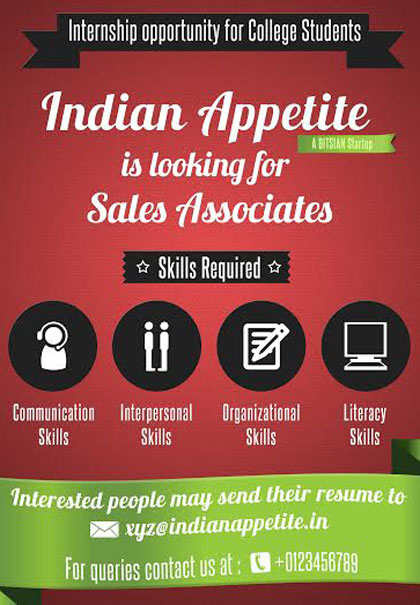 Internship opportunity for College Students
Indian Appetite
A BITSIAN Startup
is looking for
Sales Associates
Skills Required
Communication Skills
Interpersonal Skills
Organizational Skills
Literacy Skills
Interested people may send their resume to
xyz@indianappetite.in
For queries contact us at : +0123456789